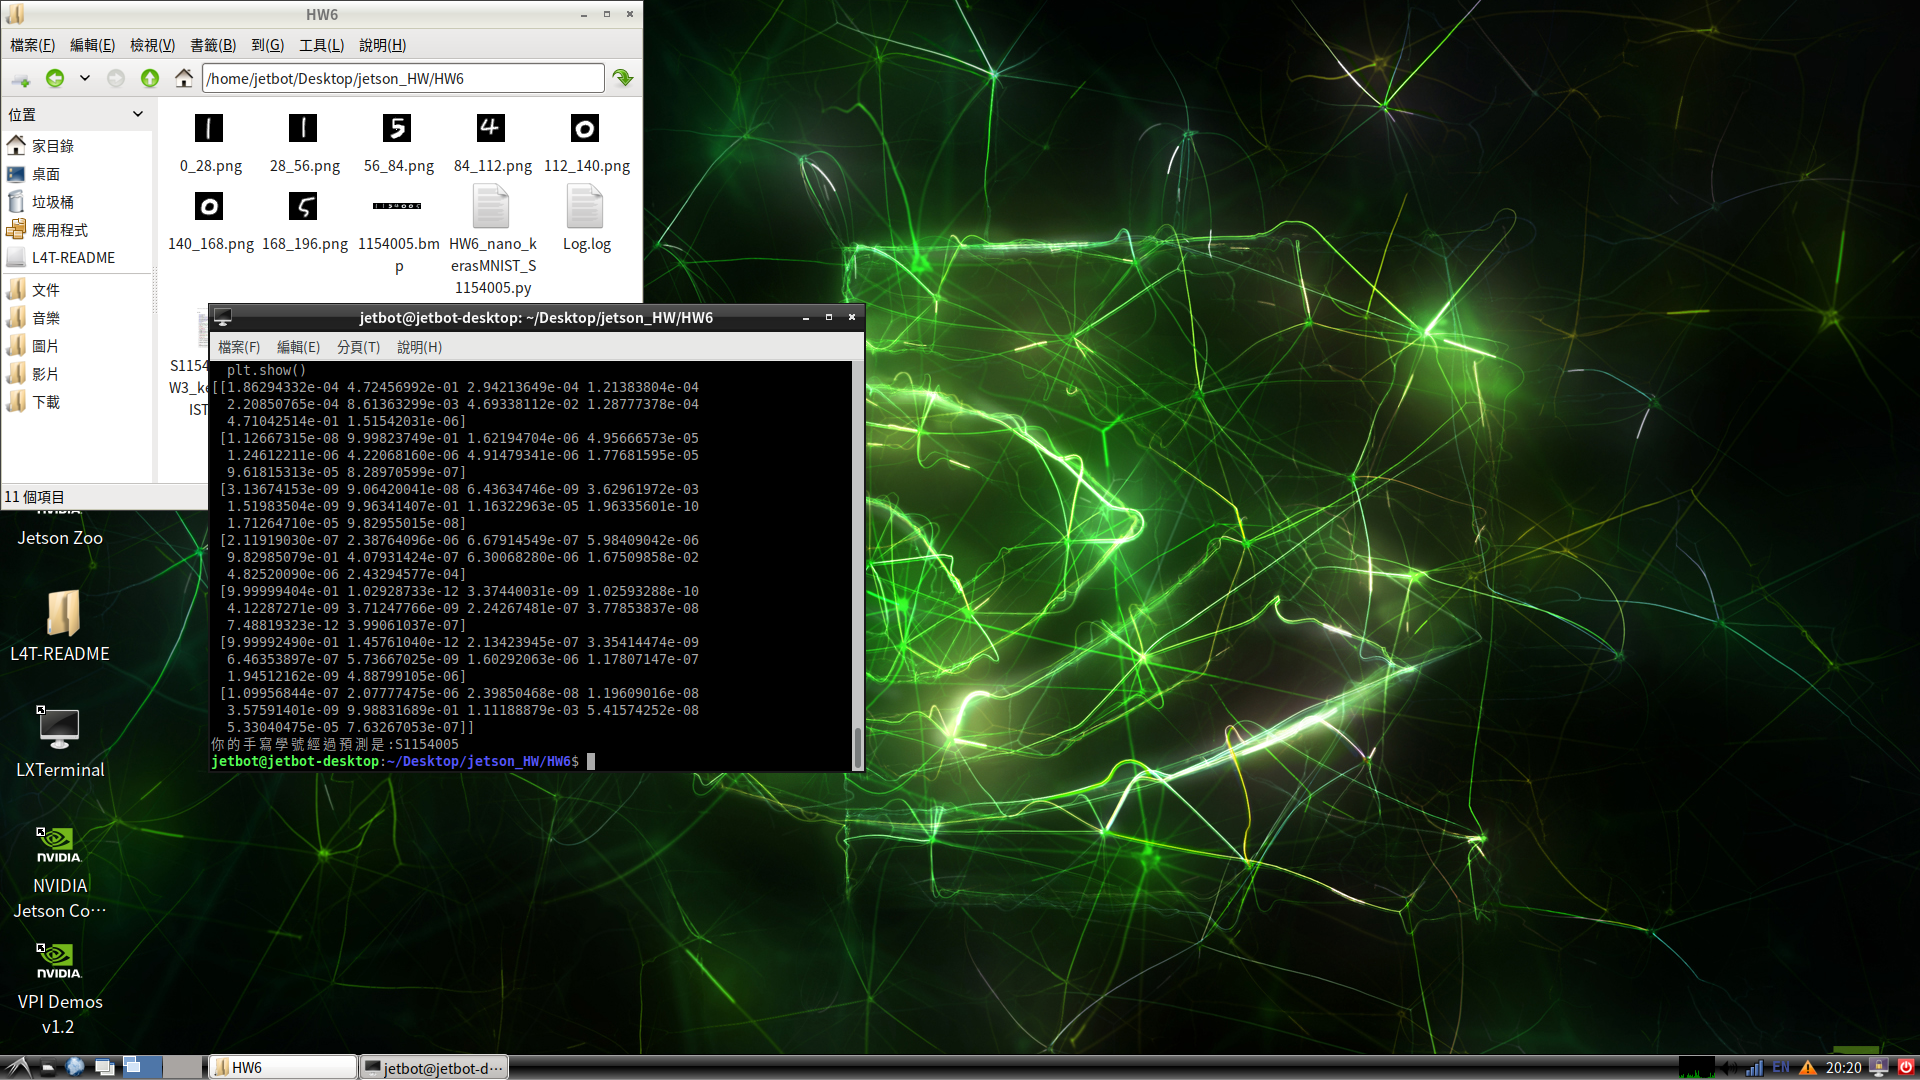 HW6
檔案(F) 編輯(E) 檢視(V) 書籤(B) 到(G) 工具(L) 說明(H)
/home/jetbot/Desktop/jetson_HW/HW6
位置
家目錄
桌面
垃圾桶
應用程式
L4T-README
文件
音樂
圖片
影片
下載
0_28.png 28_56.png 56_84.png 84_112.png 112_140.png
140_168.png 168_196.png 1154005.bm HW6_nano_k Log.log
p erasMNIST_S
1154005.py
S1154
W3_ke
IST
11 個項目
jetbot@jetbot-desktop: ~/Desktop/jetson_HW/HW6
檔案(F) 編輯(E) 分頁(T) 說明(H)
plt.show()
[[1.86294332e-04 4.72456992e-01 2.94213649e-04 1.21383804e-04
2.20850765e-04 8.61363299e-03 4.69338112e-02 1.28777378e-04
4.71042514e-01 1.51542031e-06]
[1.12667315e-08 9.99823749e-01 1.62194704e-06 4.95666573e-05
1.24612211e-06 4.22068160e-06 4.91479341e-06 1.77681595e-05
9.61815313e-05 8.28970599e-07]
[3.13674153e-09 9.06420041e-08 6.43634746e-09 3.62961972e-03
1.51983504e-09 9.96341407e-01 1.16322963e-05 1.96335601e-10
1.71264710e-05 9.82955015e-08]
[2.11919030e-07 2.38764096e-06 6.67914549e-07 5.98409042e-06
9.82985079e-01 4.07931424e-07 6.30068280e-06 1.67509858e-02
4.82520090e-06 2.43294577e-04]
[9.99999404e-01 1.02928733e-12 3.37440031e-09 1.02593288e-10
4.12287271e-09 3.71247766e-09 2.24267481e-07 3.77853837e-08
7.48819323e-12 3.99061037e-07]
[9.99992490e-01 1.45761040e-12 2.13423945e-07 3.35414474e-09
6.46353897e-07 5.73667025e-09 1.60292063e-06 1.17807147e-07
1.94512162e-09 4.88799105e-06]
[1.09956844e-07 2.07777475e-06 2.39850468e-08 1.19609016e-08
3.57591401e-09 9.98831689e-01 1.11188879e-03 5.41574252e-08
5.33040475e-05 7.63267053e-07]]
你的手寫學號經過預測是:S1154005
jetbot@jetbot-desktop:~/Desktop/jetson_HW/HW6$
Jetson Zoo
L4T-README
LXTerminal
NVIDIA
NVIDIA
Jetson Co…
NVIDIA
VPI Demos
v1.2
HW6 jetbot@jetbot-d… EN 20:20